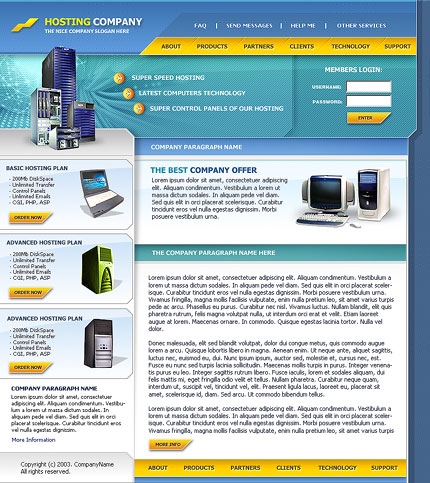 HOSTING COMPANY
THE NICE COMPANY SLOGAN HERE
FAQ | SEND MESSAGES | HELP ME | OTHER SERVICES
ABOUT PRODUCTS PARTNERS CLIENTS TECHNOLOGY SUPPORT
SUPER SPEED HOSTING
LATEST COMPUTERS TECHNOLOGY
SUPER CONTROL PANELS OF OUR HOSTING
MEMBERS LOGIN:
USERNAME:
PASSWORD:
ENTER
BASIC HOSTING PLAN
- 200Mb DiskSpace
- Unlimited Transfer
- Control Panels
- Unlimited Emails
- CGI, PHP, ASP
ORDER NOW
ADVANCED HOSTING PLAN
- 200Mb DiskSpace
- Unlimited Transfer
- Control Panels
- Unlimited Emails
- CGI, PHP, ASP
ORDER NOW
ADVANCED HOSTING PLAN
- 200Mb DiskSpace
- Unlimited Transfer
- Control Panels
- Unlimited Emails
- CGI, PHP, ASP
ORDER NOW
COMPANY PARAGRAPH NAME
Lorem ipsum dolor sit amet,
consectetuer adipiscing elit.
Aliquam condimentum. Vestibu-
lum a lorem a massa dictum sodales. In
aliquam pede vel diam. Sed quis elit in
orci placerat scelerisque. Curabitur
tincidunt eros vel nulla egestas dignissim.
More Information
Copyright (c) 2003. CompanyName
All rights reserved.
COMPANY PARAGRAPH NAME
THE BEST COMPANY OFFER
Lorem ipsum dolor sit amet, consectetuer adipiscing
elit. Aliquam condimentum. Vestibulum a lorem a
massa dictum sodales. In aliquam pede vel diam.
Sed quis elit in orci placerat scelerisque. Curabitur
tincidunt eros vel nulla egestas dignissim. Morbi
posuere vestibulum urna.
THE COMPANY PARAGRAPH NAME HERE
Lorem ipsum dolor sit amet, consectetuer adipiscing elit. Aliquam condimentum. Vestibulum a
lorem a massa dictum sodales. In aliquam pede vel diam. Sed quis elit in orci placerat sceler-
isque. Curabitur tincidunt eros vel nulla egestas dignissim. Morbi posuere vestibulum urna.
Vivamus fringilla, magna mollis facilisis vulputate, enim nulla pretium leo, sit amet varius turpis
pede ac arcu. Phasellus eu purus. Curabitur nec nisl. Vivamus luctus. Nullam blandit, elit quis
pharetra rutrum, felis magna volutpat nulla, ut interdum orci erat et velit. Etiam laoreet
augue at lorem. Maecenas ornare. In commodo. Quisque egestas lacinia tortor. Nulla vel
dolor.
Donec malesuada, elit sed blandit tincidunt, dolor dui congue metus, quis commodo augue
lorem a arcu. Quisque lobortis libero in magna. Aenean enim. Ut neque ante, aliquet sagittis,
luctus nec, euismod eu, dui. Nunc ipsum ipsum, auctor sed, molestie et, cursus nec, est.
Fusce eu nunc sed turpis lacinia sollicitudin. Maecenas mollis turpis in purus. Integer venena-
tis purus eu leo. Integer sagittis rutrum libero. Fusce iaculis, lorem et sodales aliquam, dui
felis mattis mi, eget fringilla odio velit et tellus. Nullam pharetra. Curabitur neque quam,
interdum ut, suscipit vel, tincidunt vel, elit. Praesent ligula lacus, laoreet eu, placerat sit
amet, scelerisque id, diam. Sed arcu. Ut commodo bibendum tellus.
Lorem ipsum dolor sit amet, consectetuer adipiscing elit. Aliquam condimentum. Vestibulum a
lorem a massa dictum sodales. In aliquam pede vel diam. Sed quis elit in orci placerat sceler-
isque. Curabitur tincidunt eros vel nulla egestas dignissim. Morbi posuere vestibulum urna.
Vivamus fringilla, magna mollis facilisis vulputate, enim nulla pretium leo, sit amet varius turpis
MORE INFO
ABOUT PRODUCTS PARTNERS CLIENTS TECHNOLOGY SUPPORT